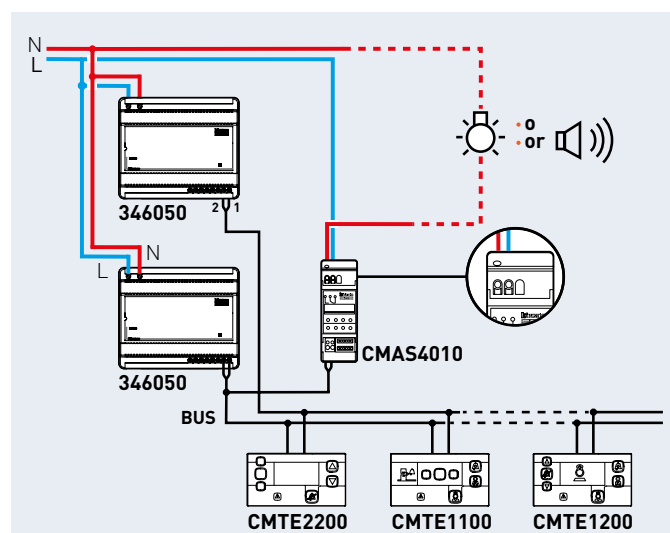 N
L
• o
• or
346050
2 1
N
L
346050
CMAS4010
BUS
CMTE2200
CMTE1100
CMTE1200